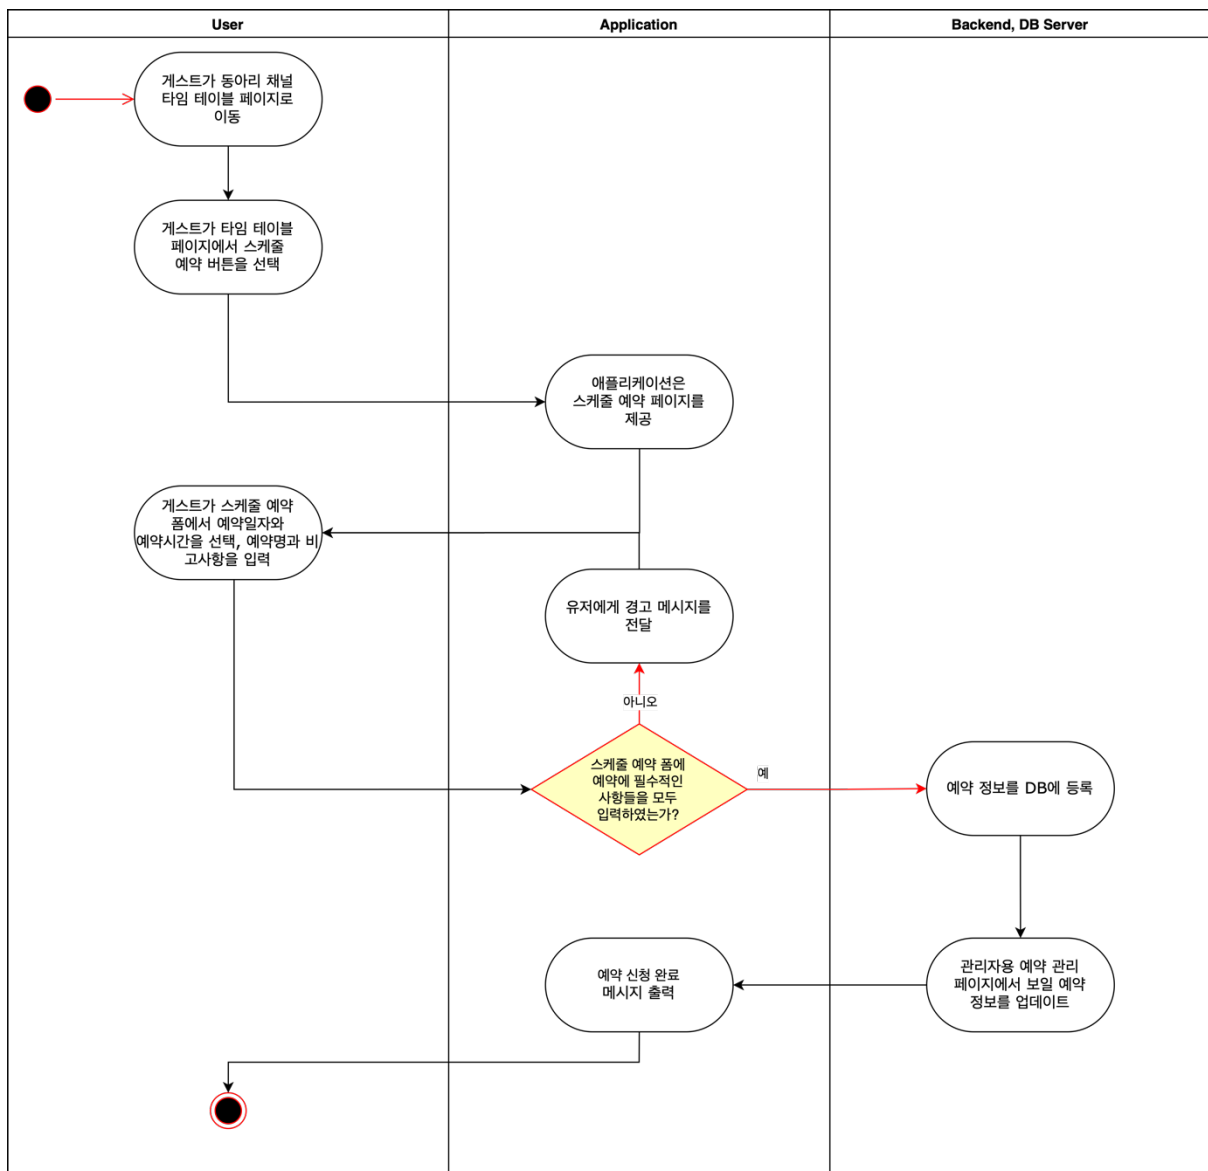 User
Application
Backend, DB Server
게스트가 동아리 채널
타임 테이블 페이지로
이동
게스트가 타임 테이블
페이지에서 스케줄
예약 버튼을 선택
애플리케이션은
스케줄 예약 페이지를
제공
게스트가 스케줄 예약
폼에서 예약일자와
예약시간을 선택, 예약명과 비
고사항을 입력
유저에게 경고 메시지를
전달
아니오
스케줄 예약 폼에
예약에 필수적인
사항들을 모두
입력하였는가?
예
예약 정보를 DB에 등록
예약 신청 완료
메시지 출력
관리자용 예약 관리
페이지에서 보일 예약
정보를 업데이트